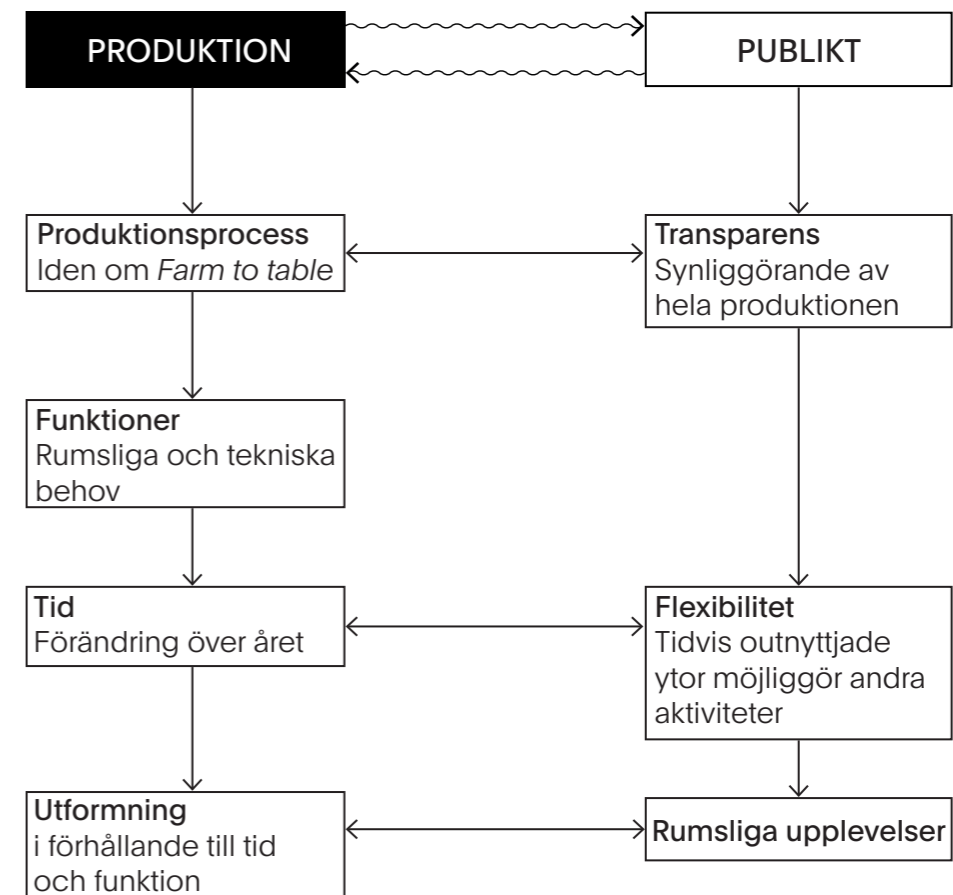 PRODUKTION
PUBLIKT
Produktionsprocess
Iden om Farm to table
Transparens
Synliggörande av
hela produktionen
Funktioner
Rumsliga och tekniska
behov
Tid
Förändring över året
Flexibilitet
Tidvis outnyttjade
ytor möjliggör andra
aktiviteter
Utformning
i förhållande till tid
och funktion
Rumsliga upplevelser